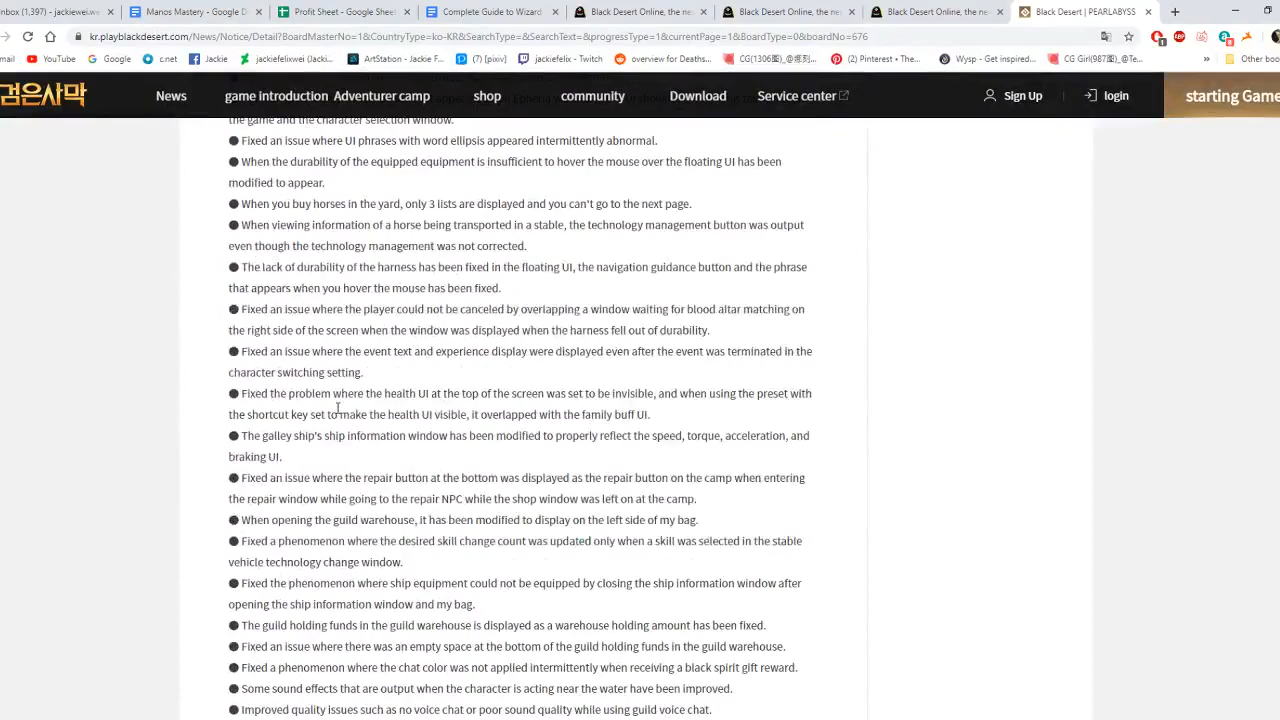 nbox (1,397) - jackiewei.we
Manos Mastery - Google D
Profit Sheet - Google Sheet
Complete Guide to Wizard
Black Desert Online, the nex
Black Desert Online, the ne
Black Desert Online, the ne
Black Desert | PEARLABYSS
kr.playblackdesert.com/News/Notice/Detail?BoardMasterNo=1&CountryType=ko-KR&SearchType=&SearchText=&progressType=1&currentPage=1&BoardType=0&boardNo=676
mail
YouTube
Google
c.net
Jackie
jackiefelixwei (Jacki...
ArtStation - Jackie F...
(7) [pixiv]
jackiefelix - Twitch
overview for Deaths...
(2) Pinterest • The...
Wysp - Get inspired...
Other boo
검은사막
News
game introduction
Adventurer camp
shop
community
Download
Service center
Sign Up
login
starting Game
the game and the character selection window.
● Fixed an issue where UI phrases with word ellipsis appeared intermittently abnormal.
● When the durability of the equipped equipment is insufficient to hover the mouse over the floating UI has been
modified to appear.
● When you buy horses in the yard, only 3 lists are displayed and you can't go to the next page.
● When viewing information of a horse being transported in a stable, the technology management button was output
even though the technology management was not corrected.
● The lack of durability of the harness has been fixed in the floating UI, the navigation guidance button and the phrase
that appears when you hover the mouse has been fixed.
● Fixed an issue where the player could not be canceled by overlapping a window waiting for blood altar matching on
the right side of the screen when the window was displayed when the harness fell out of durability.
● Fixed an issue where the event text and experience display were displayed even after the event was terminated in the
character switching setting.
● Fixed the problem where the health UI at the top of the screen was set to be invisible, and when using the preset with
the shortcut key set to make the health UI visible, it overlapped with the family buff UI.
● The galley ship's ship information window has been modified to properly reflect the speed, torque, acceleration, and
braking UI.
● Fixed an issue where the repair button at the bottom was displayed as the repair button on the camp when entering
the repair window while going to the repair NPC while the shop window was left on at the camp.
● When opening the guild warehouse, it has been modified to display on the left side of my bag.
● Fixed a phenomenon where the desired skill change count was updated only when a skill was selected in the stable
vehicle technology change window.
● Fixed the phenomenon where ship equipment could not be equipped by closing the ship information window after
opening the ship information window and my bag.
● The guild holding funds in the guild warehouse is displayed as a warehouse holding amount has been fixed.
● Fixed an issue where there was an empty space at the bottom of the guild holding funds in the guild warehouse.
● Fixed a phenomenon where the chat color was not applied intermittently when receiving a black spirit gift reward.
● Some sound effects that are output when the character is acting near the water have been improved.
● Improved quality issues such as no voice chat or poor sound quality while using guild voice chat.